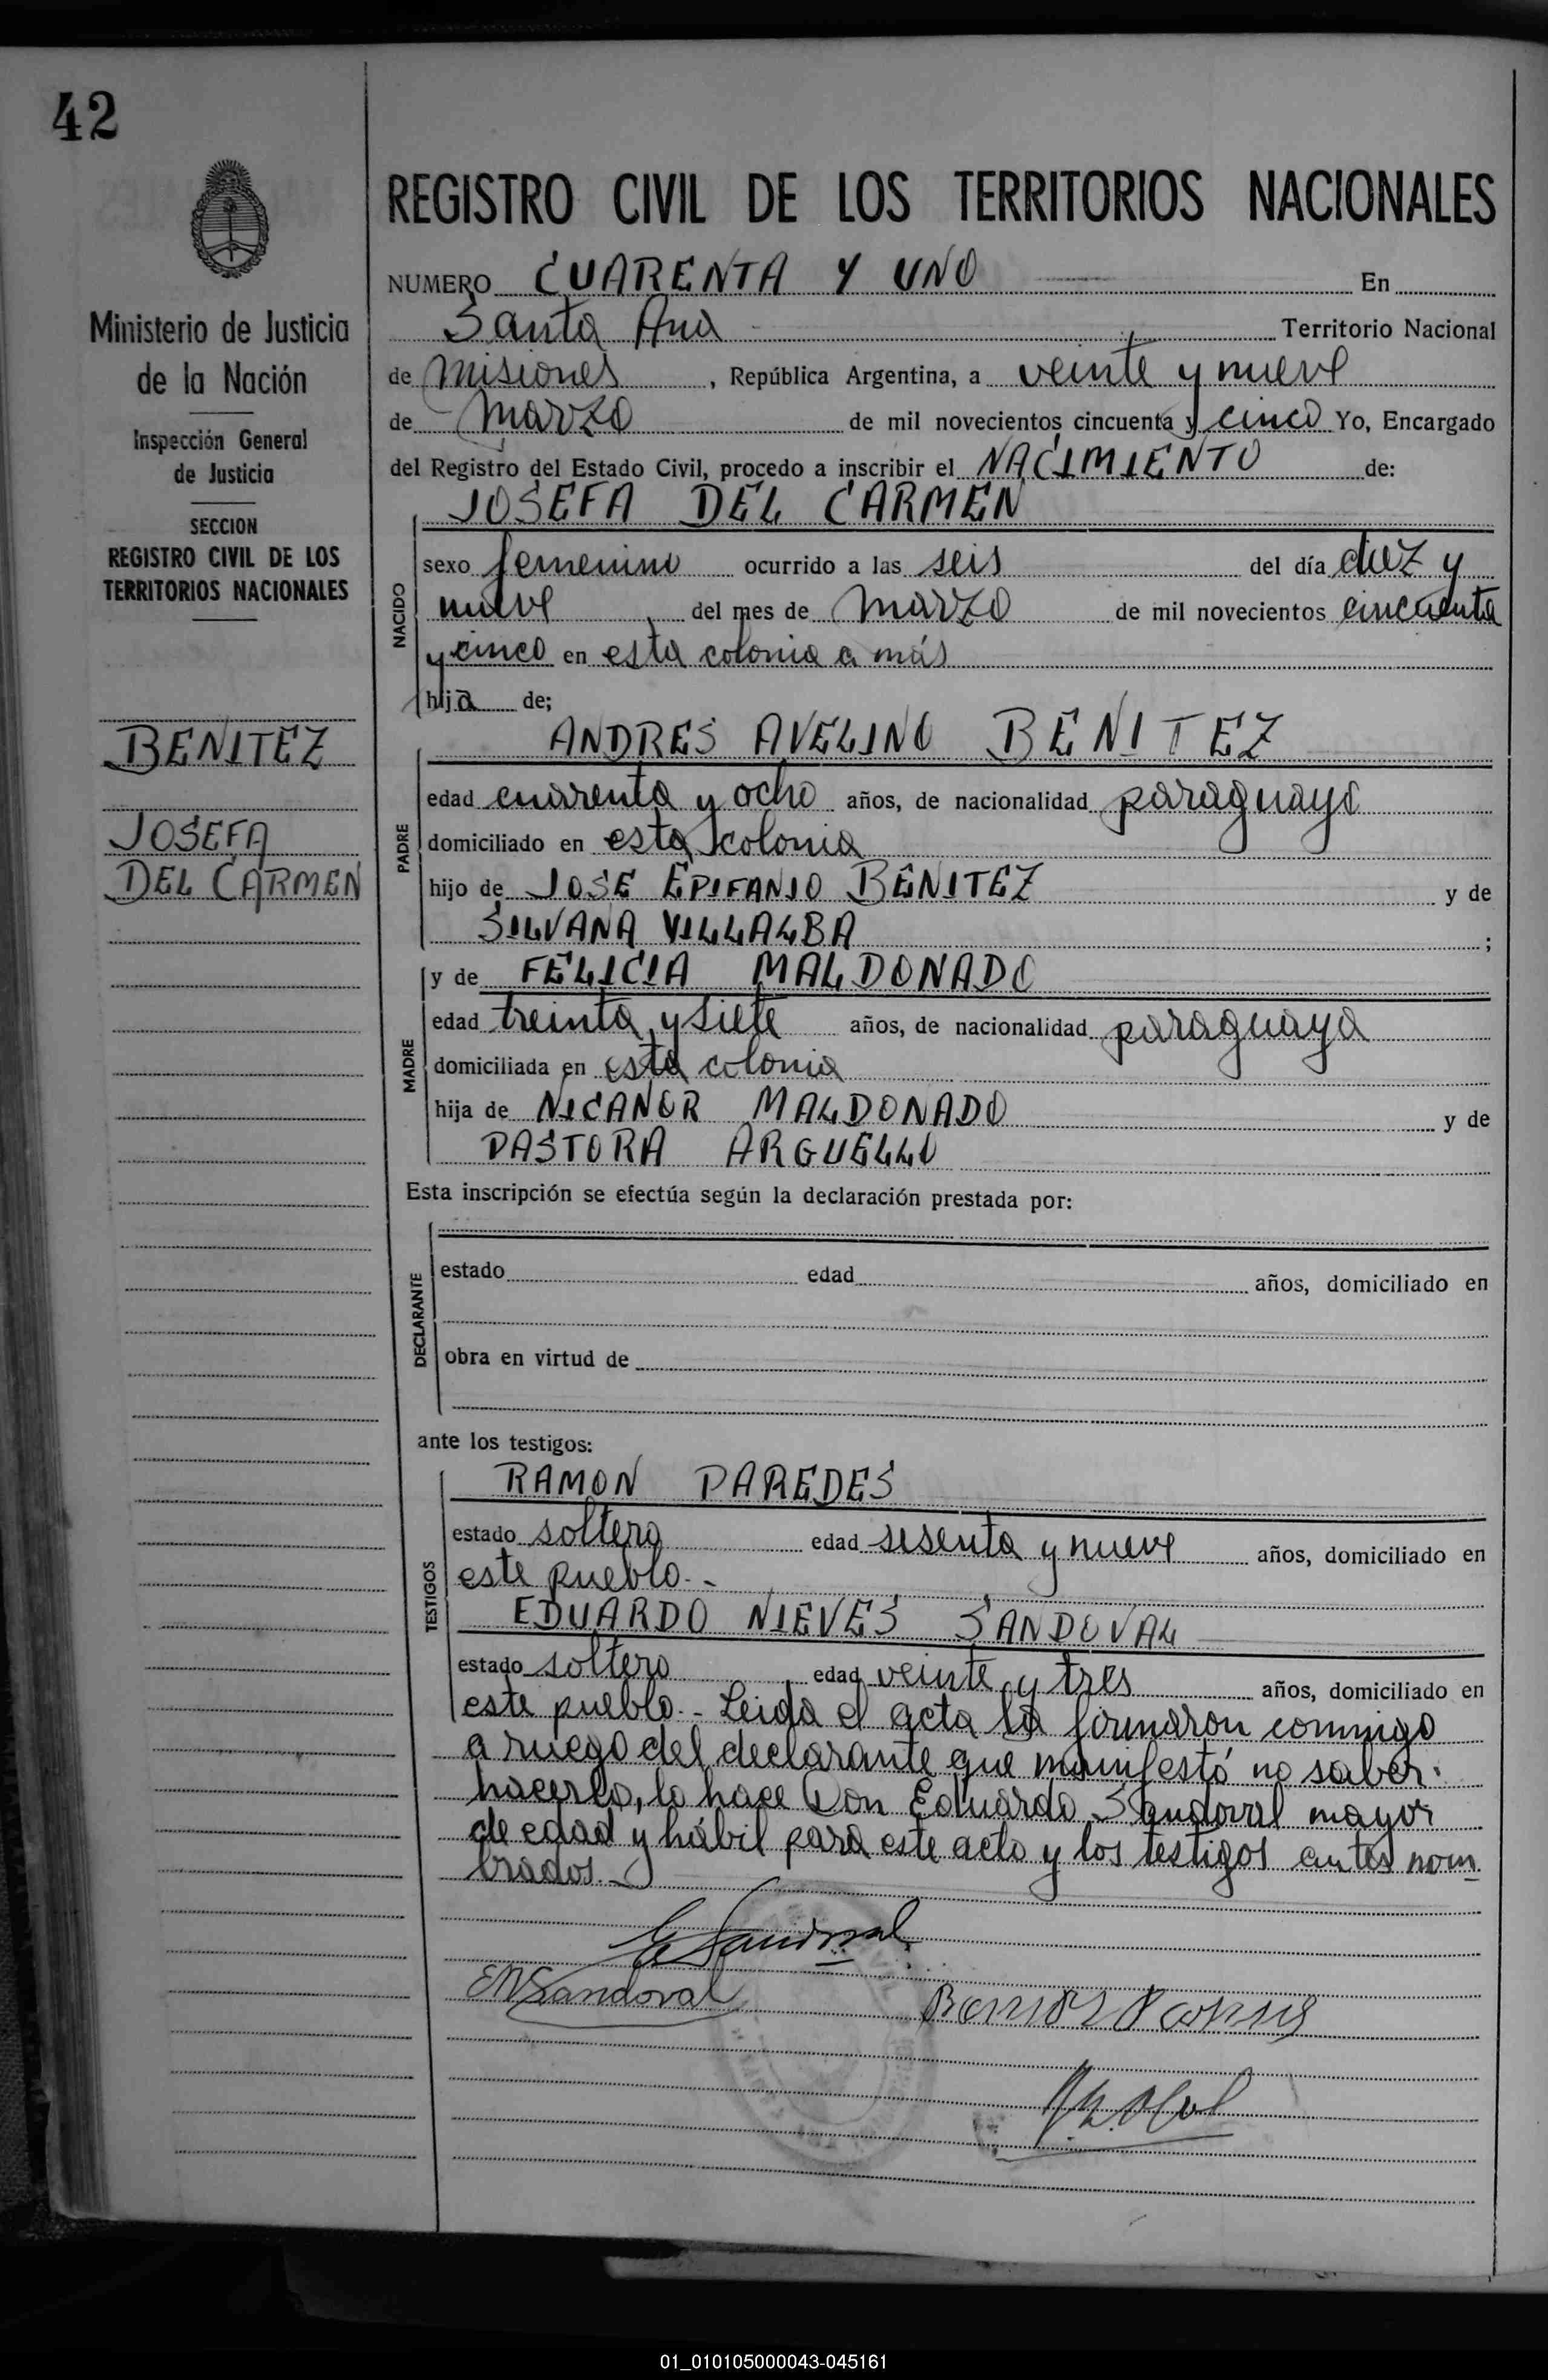 42
REGISTRO CIVIL DE LOS TERRITORIOS NACIONALES
NUMERO CUARENTA Y UNO En
Santa Ana Territorio Nacional
de Misiones, República Argentina, a veinte y nueve
de Marzo de mil novecientos cincuenta y cinco Yo, Encargado
del Registro del Estado Civil, procedo a inscribir el NACIMIENTO de:
JOSEFA DEL CARMEN
NACIDO
sexo femenino ocurrido a las seis del día diez y
nueve del mes de Marzo de mil novecientos cincuenta
y cinco en esta colonia a más
hija de;
PADRE
ANDRES AVELINO BENITEZ
edad cuarenta y ocho años, de nacionalidad paraguayo
domiciliado en esta colonia
hijo de JOSE EPIFANIO BENITEZ y de
SILVANA VILLALBA ;
MADRE
y de FELICIA MALDONADO
edad treinta y siete años, de nacionalidad paraguaya
domiciliada en esta colonia
hija de NICANOR MALDONADO y de
PASTORA ARGUELLO
Esta inscripción se efectúa según la declaración prestada por:
DECLARANTE
estado edad años, domiciliado en
obra en virtud de
ante los testigos:
TESTIGOS
RAMON PAREDES
estado soltero edad sesenta y nueve años, domiciliado en
este pueblo.-
EDUARDO NIEVES SANDOVAL
estado soltero edad veinte y tres años, domiciliado en
este pueblo.- Leida el acta la firmaron conmigo
a ruego del declarante que manifestó no saber
hacerlo, lo hace Don Eduardo Sandoval mayor
de edad y hábil para este acto y los testigos antes nom
brados.-
E Sandoval
EN Sandoval
Ministerio de Justicia
de la Nación
Inspección General
de Justicia
SECCION
REGISTRO CIVIL DE LOS
TERRITORIOS NACIONALES
BENITEZ
JOSEFA
DEL CARMEN
01_010105000043-045161